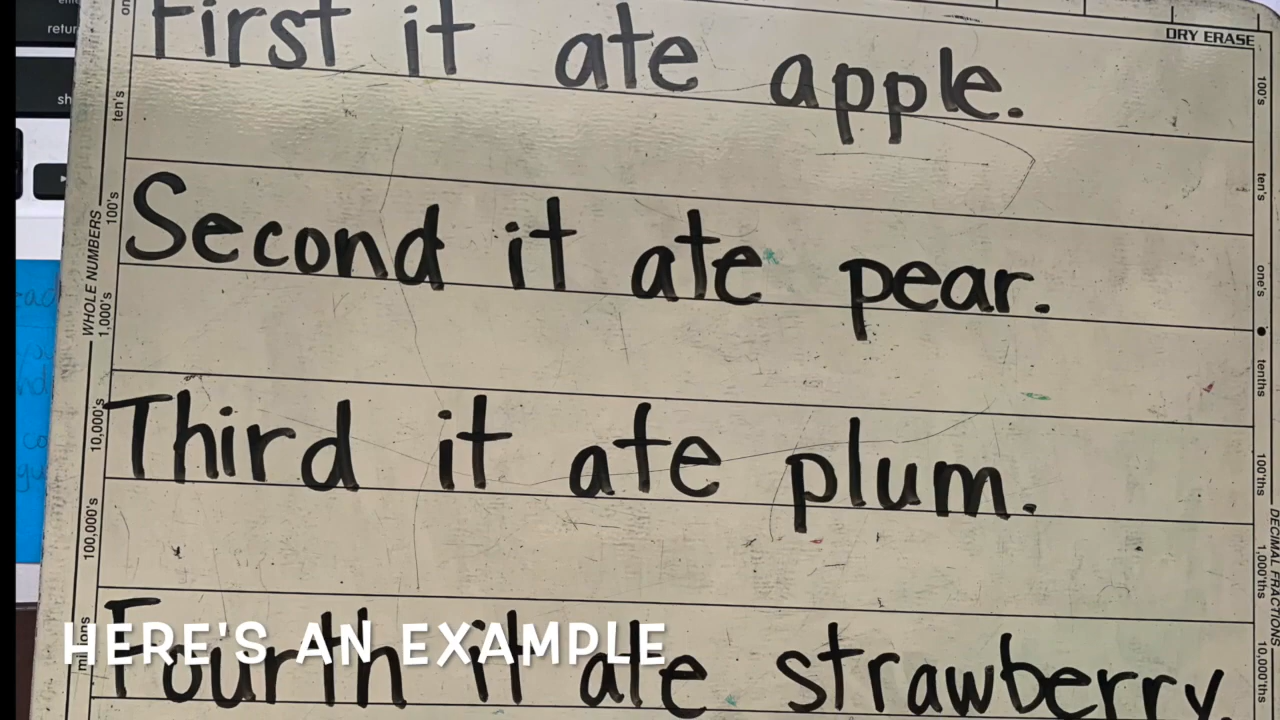 First it ate apple.
DRY ERASE
Second it ate pear.
Third it ate plum.
Fourth it ate strawberry.
HERE'S AN EXAMPLE
ten's
100's
1,000's
10,000's
100,000's
WHOLE NUMBERS
100's
ten's
one's
tenths
100'ths
1,000'ths
10,000'ths
DECIMAL FRACTIONS